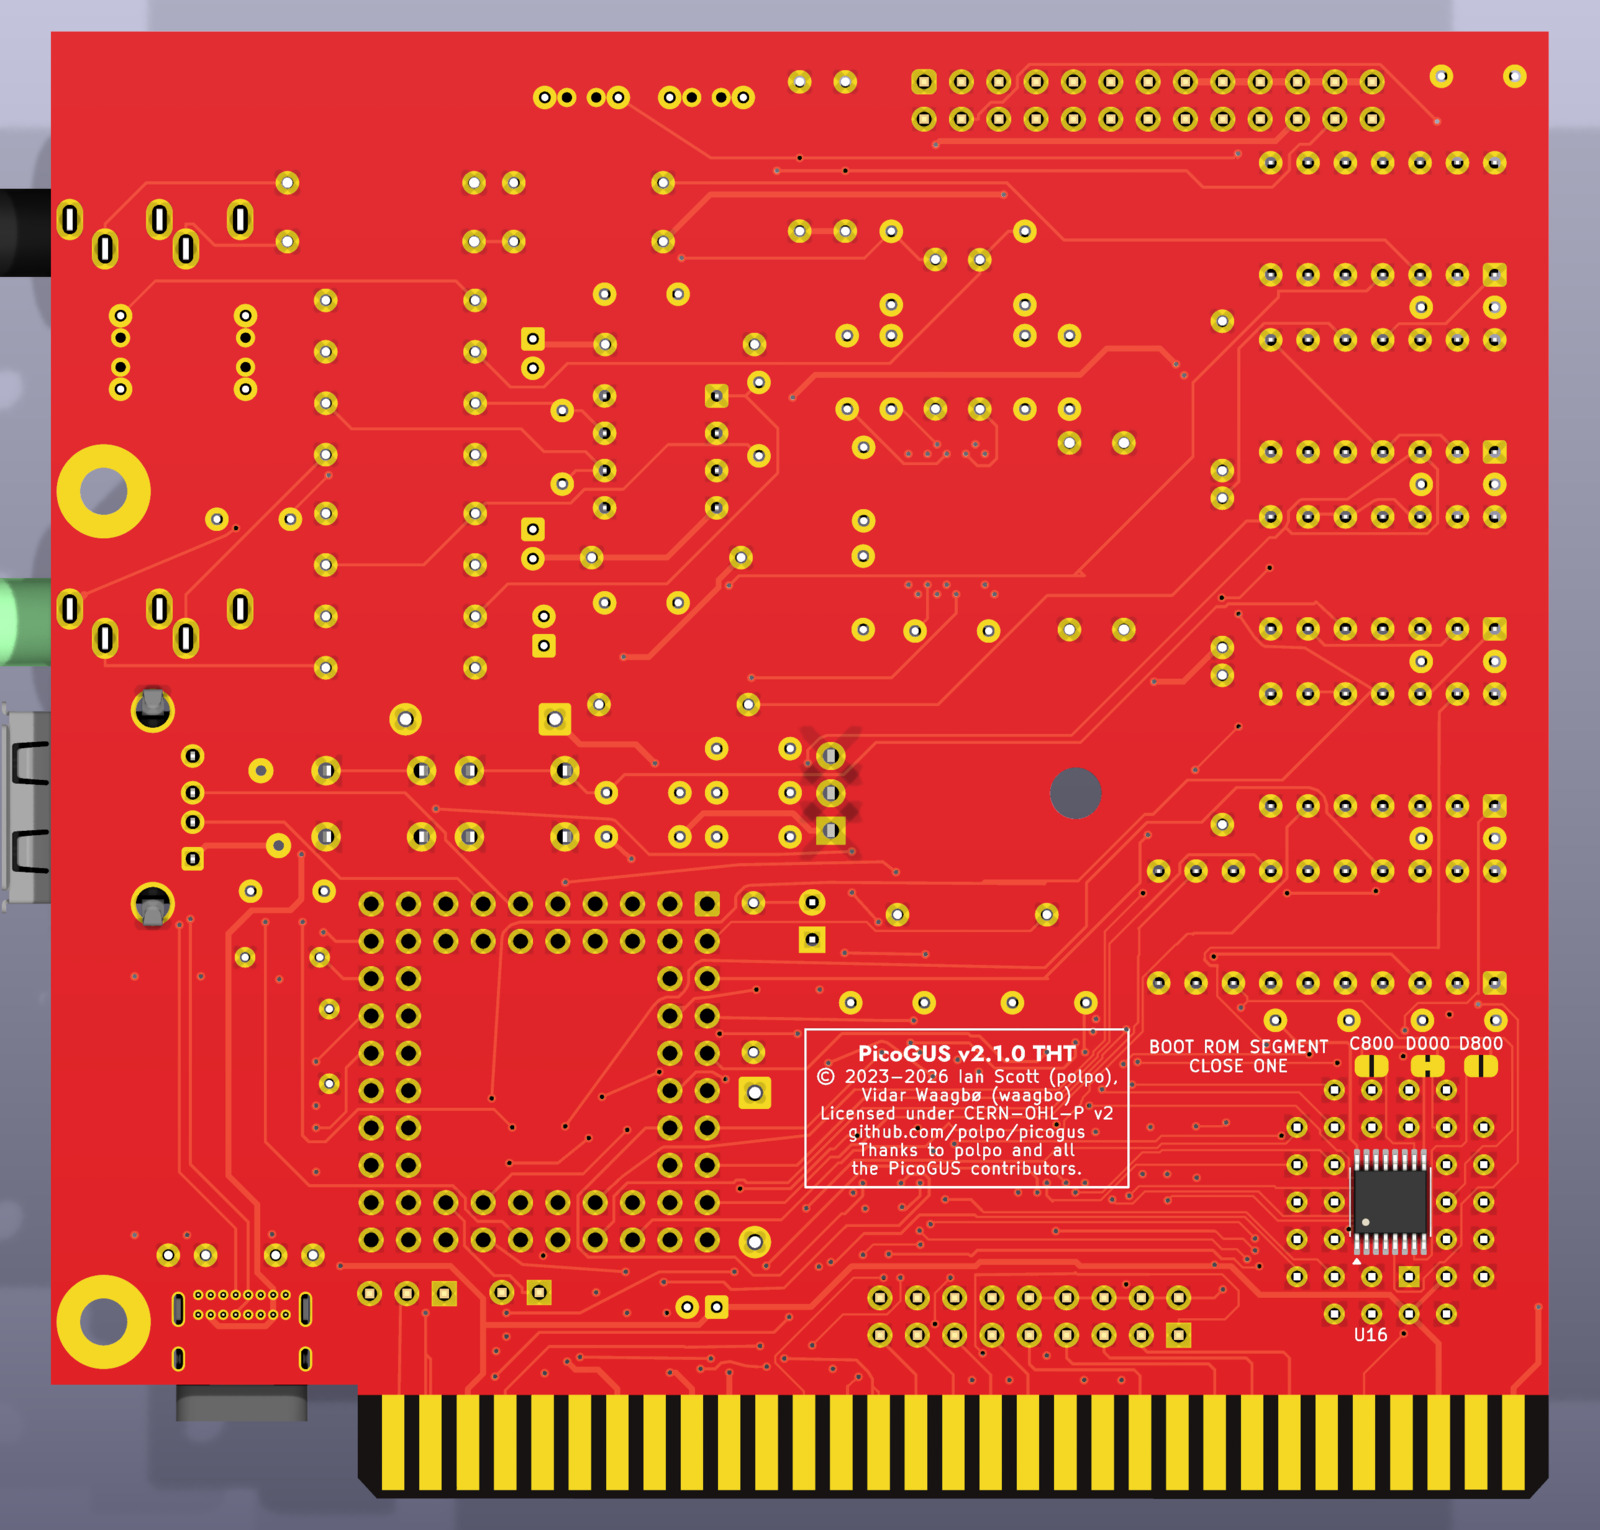 PicoGUS v2.1.0 THT
© 2023-2026 Ian Scott (polpo),
Vidar Waagbø (waagbo)
Licensed under CERN-OHL-P v2
github.com/polpo/picogus
Thanks to polpo and all
the PicoGUS contributors.
BOOT ROM SEGMENT
CLOSE ONE
C800 D000 D800
U16